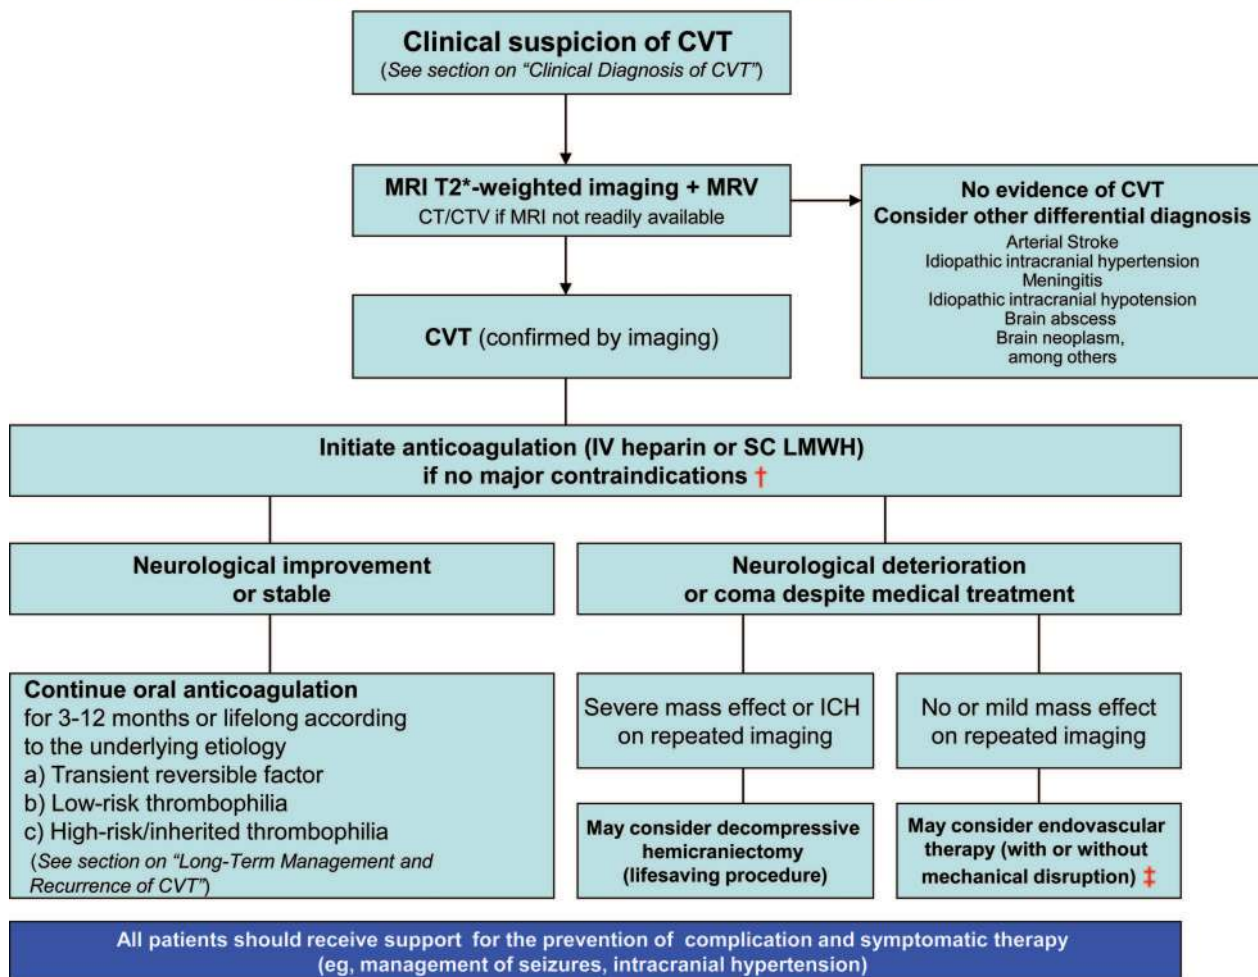 Clinical suspicion of CVT
(See section on “Clinical Diagnosis of CVT”)
MRI T2*-weighted imaging + MRV
CT/CTV if MRI not readily available
No evidence of CVT
Consider other differential diagnosis
Arterial Stroke
Idiopathic intracranial hypertension
Meningitis
Idiopathic intracranial hypotension
Brain abscess
Brain neoplasm,
among others
CVT (confirmed by imaging)
Initiate anticoagulation (IV heparin or SC LMWH)
if no major contraindications †
Neurological improvement
or stable
Neurological deterioration
or coma despite medical treatment
Continue oral anticoagulation
for 3-12 months or lifelong according
to the underlying etiology
a) Transient reversible factor
b) Low-risk thrombophilia
c) High-risk/inherited thrombophilia
(See section on “Long-Term Management and
Recurrence of CVT”)
Severe mass effect or ICH
on repeated imaging
No or mild mass effect
on repeated imaging
May consider decompressive
hemicraniectomy
(lifesaving procedure)
May consider endovascular
therapy (with or without
mechanical disruption) ‡
All patients should receive support for the prevention of complication and symptomatic therapy
(eg, management of seizures, intracranial hypertension)